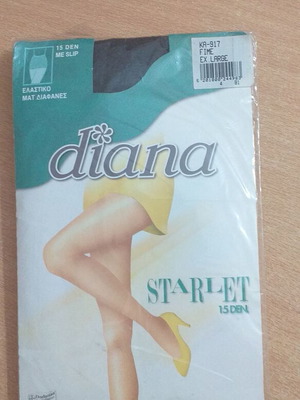 15 DEN
ME SLIP
ΕΛΑΣΤΙΚΟ
ΜΑΤ ΔΙΑΦΑΝΕΣ
KA-917
FIME
EX.LARGE
diana
STARLET
15 DEN.